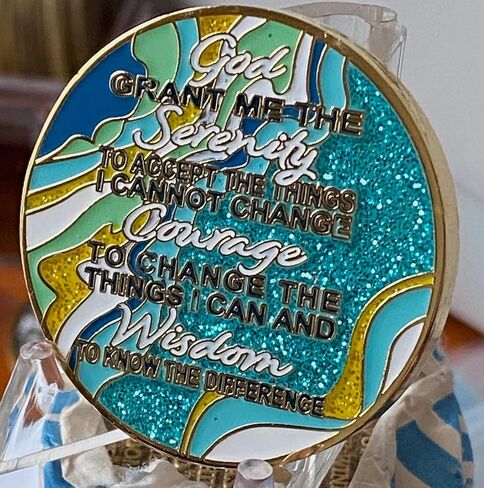 God
GRANT ME THE
Serenity
TO ACCEPT THE THINGS
I CANNOT CHANGE
Courage
TO CHANGE THE
THINGS I CAN AND
Wisdom
TO KNOW THE DIFFERENCE